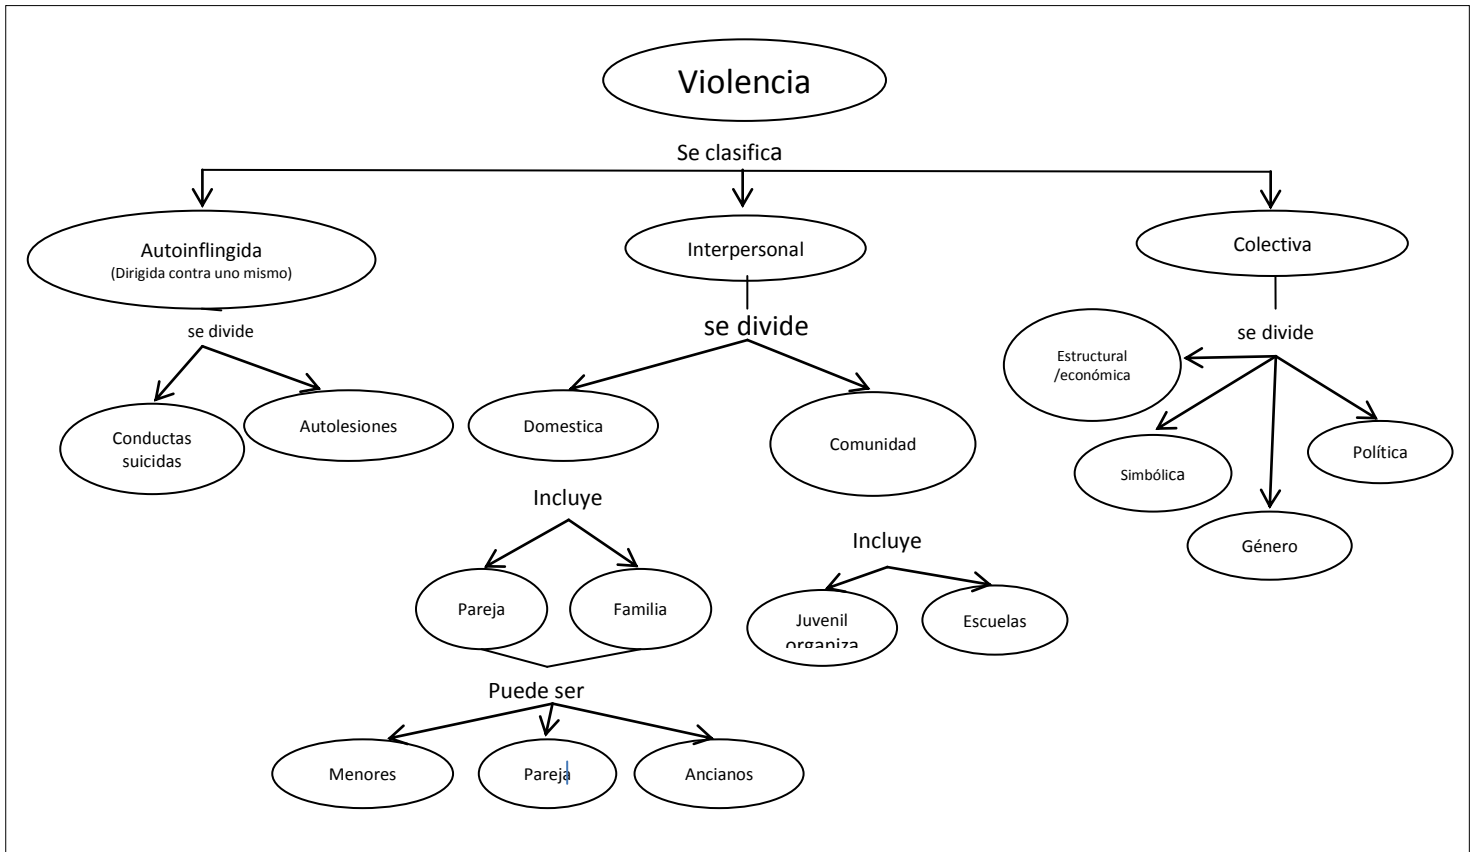 Violencia
Se clasifica
Autoinflingida
(Dirigida contra uno mismo)
Interpersonal
Colectiva
se divide
se divide
se divide
Estructural
/económica
Conductas
suicidas
Autolesiones
Domestica
Comunidad
Simbólica
Política
Género
Incluye
Incluye
Pareja
Familia
Juvenil
organiza
Escuelas
Puede ser
Menores
Pareja
Ancianos